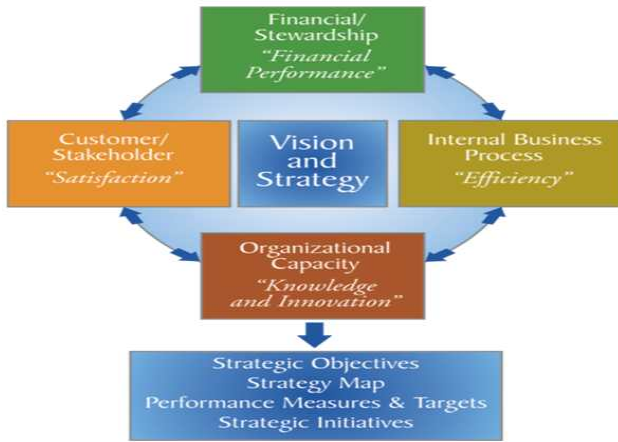 Financial/
Stewardship
“Financial
Performance”
Customer/
Stakeholder
“Satisfaction”
Vision
and
Strategy
Internal Business
Process
“Efficiency”
Organizational
Capacity
“Knowledge
and Innovation”
Strategic Objectives
Strategy Map
Performance Measures & Targets
Strategic Initiatives